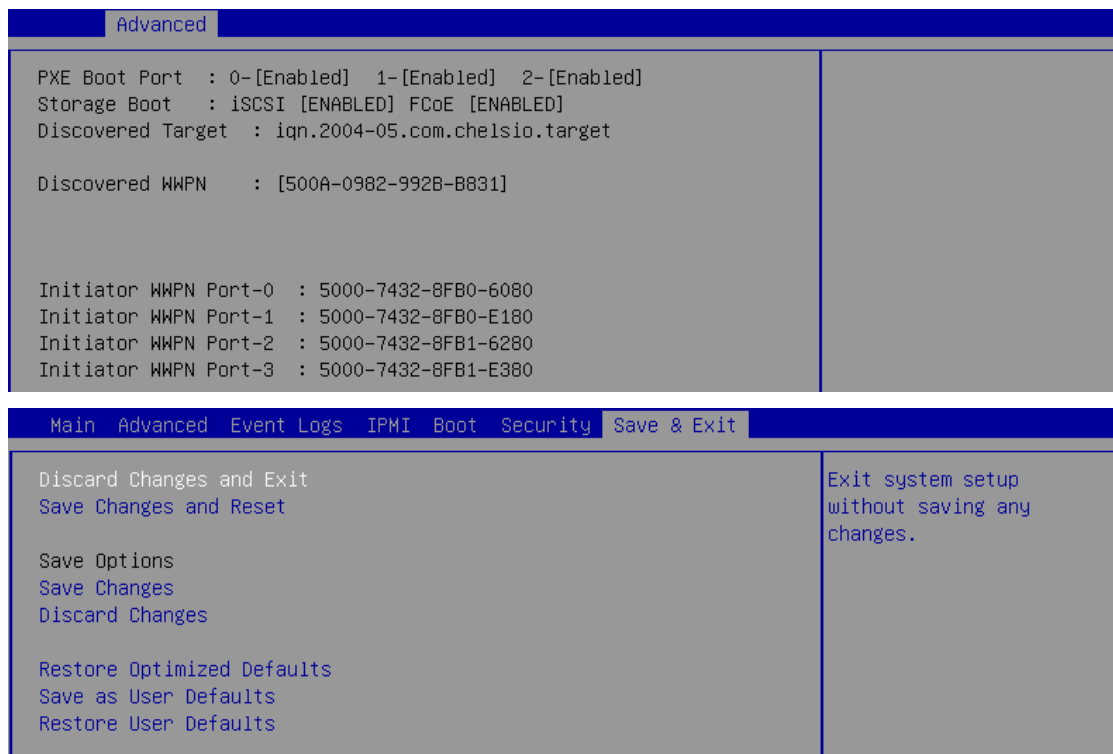 Advanced
PXE Boot Port : 0-[Enabled] 1-[Enabled] 2-[Enabled]
Storage Boot : iSCSI [ENABLED] FCoE [ENABLED]
Discovered Target : iqn.2004-05.com.chelsio.target
Discovered WWPN : [500A-0982-992B-B831]
Initiator WWPN Port-0 : 5000-7432-8FB0-6080
Initiator WWPN Port-1 : 5000-7432-8FB0-E180
Initiator WWPN Port-2 : 5000-7432-8FB1-6280
Initiator WWPN Port-3 : 5000-7432-8FB1-E380
Main Advanced Event Logs IPMI Boot Security Save & Exit
Discard Changes and Exit
Save Changes and Reset
Save Options
Save Changes
Discard Changes
Restore Optimized Defaults
Save as User Defaults
Restore User Defaults
Exit system setup
without saving any
changes.